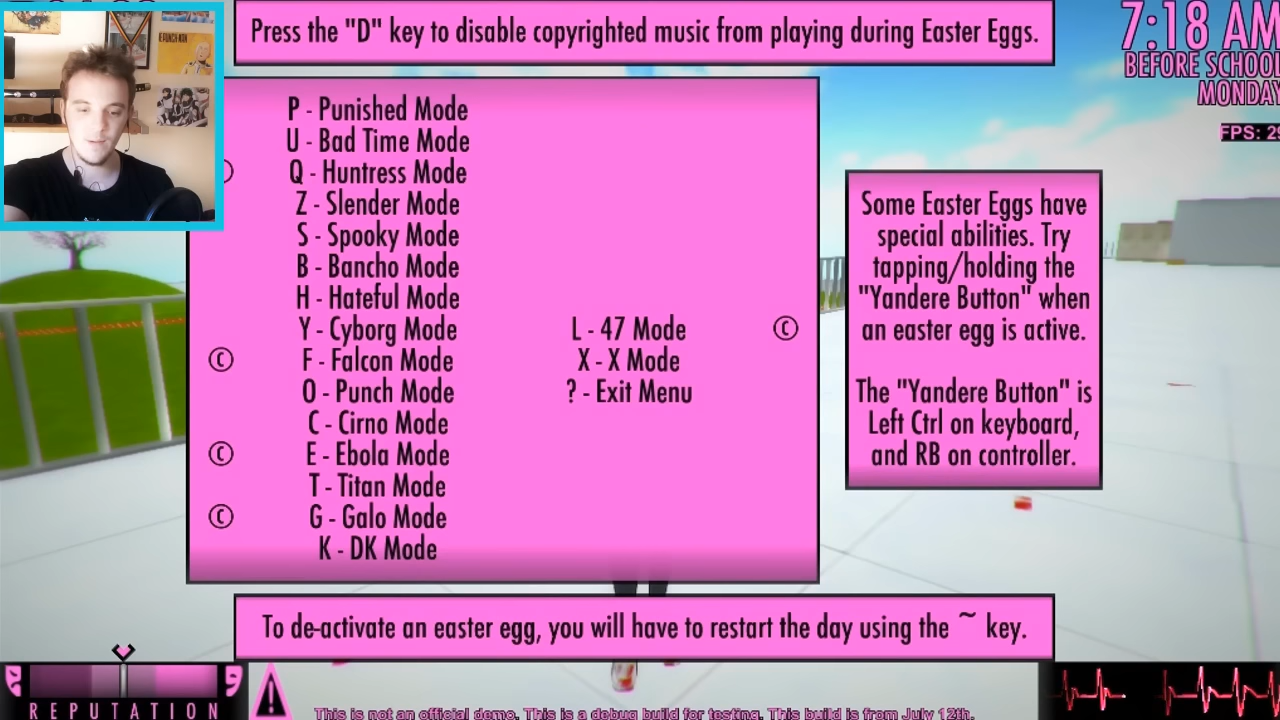 Press the "D" key to disable copyrighted music from playing during Easter Eggs.
7:18 AM
BEFORE SCHOOL
MONDAY
FPS: 29
P - Punished Mode
U - Bad Time Mode
Q - Huntress Mode
Z - Slender Mode
S - Spooky Mode
B - Bancho Mode
H - Hateful Mode
Y - Cyborg Mode
© F - Falcon Mode
O - Punch Mode
C - Cirno Mode
© E - Ebola Mode
T - Titan Mode
© G - Galo Mode
K - DK Mode
L - 47 Mode ©
X - X Mode
? - Exit Menu
Some Easter Eggs have
special abilities. Try
tapping/holding the
"Yandere Button" when
an easter egg is active.
The "Yandere Button" is
Left Ctrl on keyboard,
and RB on controller.
To de-activate an easter egg, you will have to restart the day using the ~ key.
REPUTATION
This is not an official demo. This is a debug build for testing. This build is from July 12th.